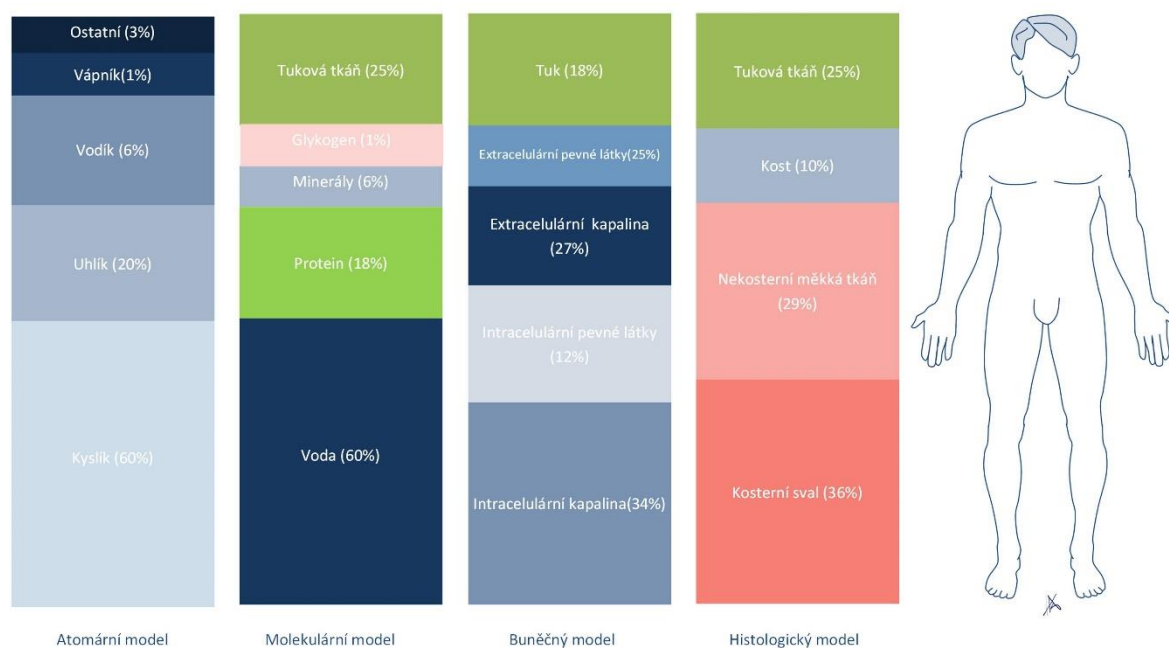 Ostatní (3%)
Vápník(1%)
Vodík (6%)
Uhlík (20%)
Kyslík (60%)
Atomární model
Tuková tkáň (25%)
Glykogen (1%)
Minerály (6%)
Protein (18%)
Voda (60%)
Molekulární model
Tuk (18%)
Extracelulární pevné látky(25%)
Extracelulární kapalina
(27%)
Intracelulární pevné látky
(12%)
Intracelulární kapalina(34%)
Buněčný model
Tuková tkáň (25%)
Kost (10%)
Nekosterní měkká tkáň
(29%)
Kosterní sval (36%)
Histologický model